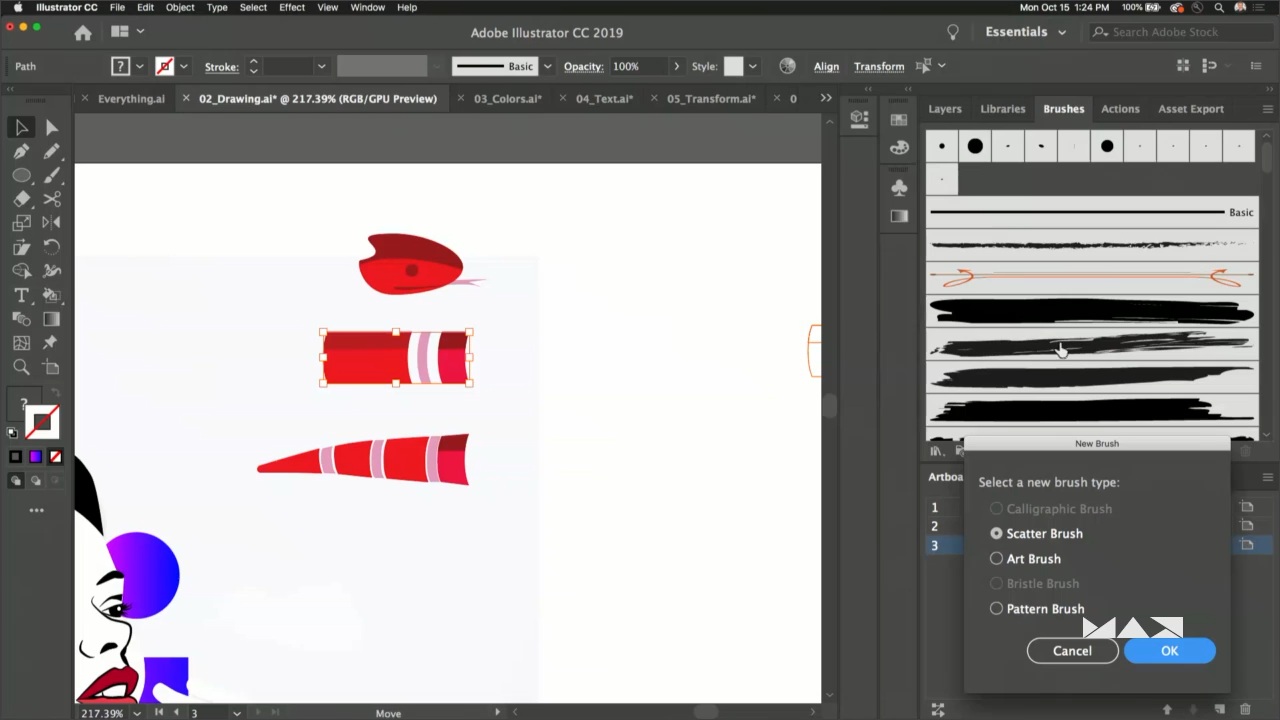 Illustrator CC File Edit Object Type Select Effect View Window Help Mon Oct 15 1:24 PM 100%
Adobe Illustrator CC 2019 Essentials Search Adobe Stock
Path ? Stroke: Basic Opacity: 100% Style: Align Transform
Everything.ai × 02_Drawing.ai* @ 217.39% (RGB/GPU Preview) × 03_Colors.ai* × 04_Text.ai* × 05_Transform.ai* × 0
Layers Libraries Brushes Actions Asset Export
Basic
?
New Brush
Artboa
Select a new brush type:
1
Calligraphic Brush
2
Scatter Brush
3
Art Brush
Bristle Brush
Pattern Brush
MAX
Cancel OK
217.39% 3 Move